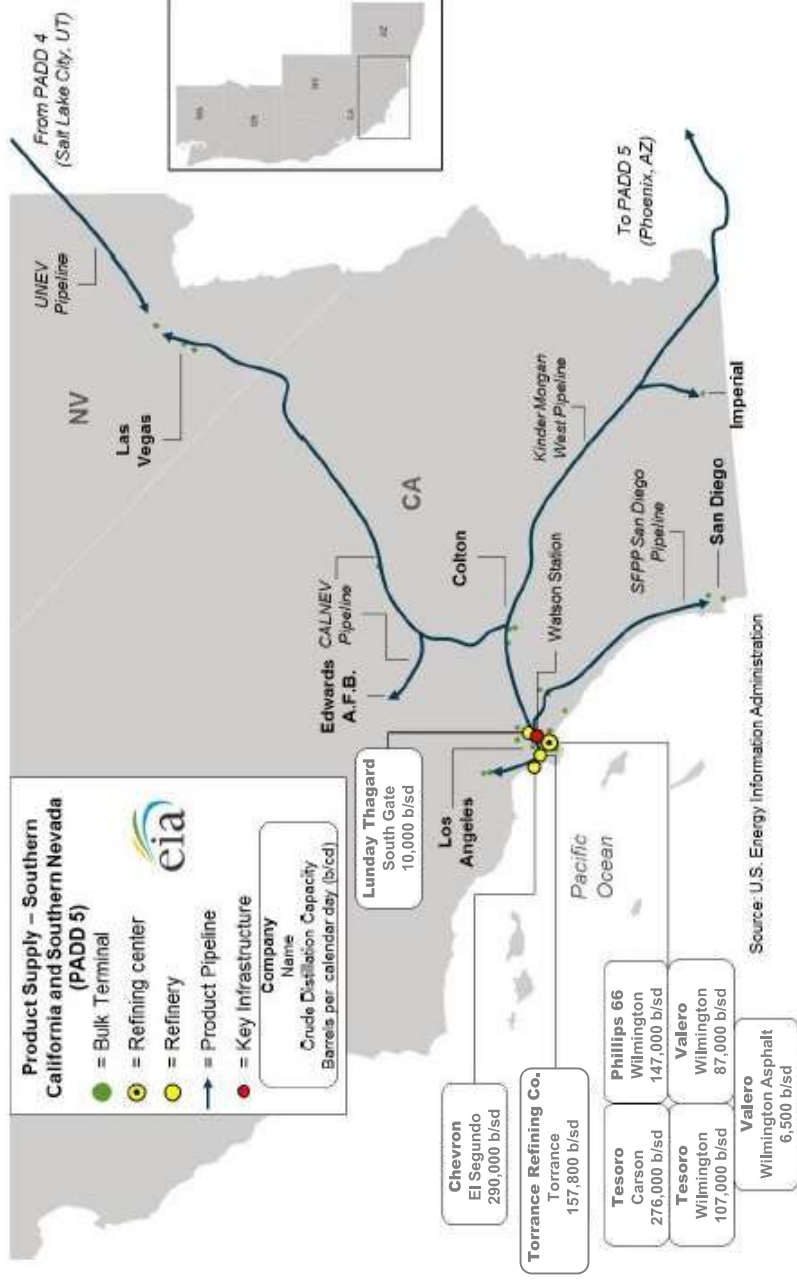 Product Supply – Southern
California and Southern Nevada
(PADD 5)
= Bulk Terminal
= Refining center
= Refinery
= Product Pipeline
= Key Infrastructure
eia
Company
Name
Crude Distillation Capacity
Barrels per calendar day (b/cd)
From PADD 4
(Salt Lake City, UT)
UNEV
Pipeline
NV
Las
Vegas
CA
CALNEV
Pipeline
Edwards
A.F.B.
Colton
Kinder Morgan
West Pipeline
To PADD 5
(Phoenix, AZ)
Watson Station
SFPP San Diego
Pipeline
San Diego
Imperial
Los
Angeles
Lunday Thagard
South Gate
10,000 b/sd
Pacific
Ocean
Chevron
El Segundo
290,000 b/sd
Torrance Refining Co.
Torrance
157,800 b/sd
Tesoro
Carson
276,000 b/sd
Phillips 66
Wilmington
147,000 b/sd
Tesoro
Wilmington
107,000 b/sd
Valero
Wilmington
87,000 b/sd
Valero
Wilmington Asphalt
6,500 b/sd
Source: U.S. Energy Information Administration
CA
AZ